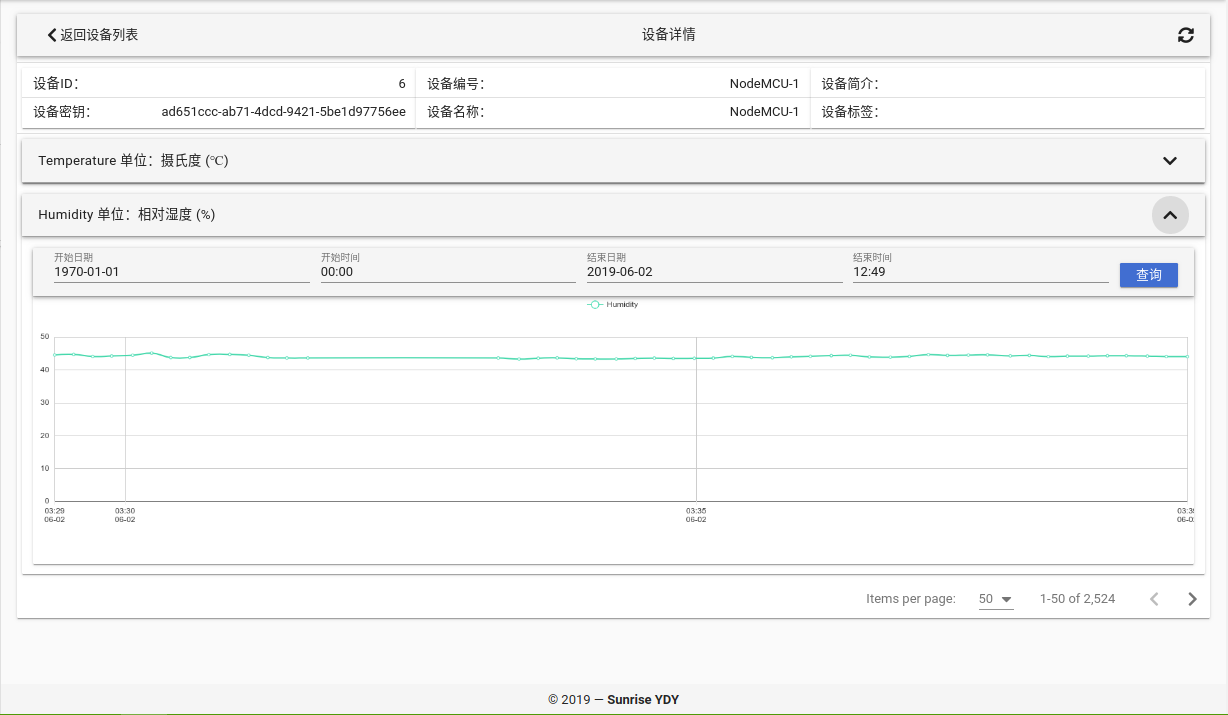 返回设备列表
设备详情
设备ID： 6 设备编号： NodeMCU-1 设备简介：
设备密钥： ad651ccc-ab71-4dcd-9421-5be1d97756ee 设备名称： NodeMCU-1 设备标签：
Temperature 单位：摄氏度 (℃)
Humidity 单位：相对湿度 (%)
开始日期 开始时间 结束日期 结束时间
1970-01-01 00:00 2019-06-02 12:49 查询
Humidity
50
40
30
20
10
0
03:29 03:30 03:35 03:3
06-02 06-02 06-02 06-0
Items per page: 50 1-50 of 2,524
© 2019 — Sunrise YDY